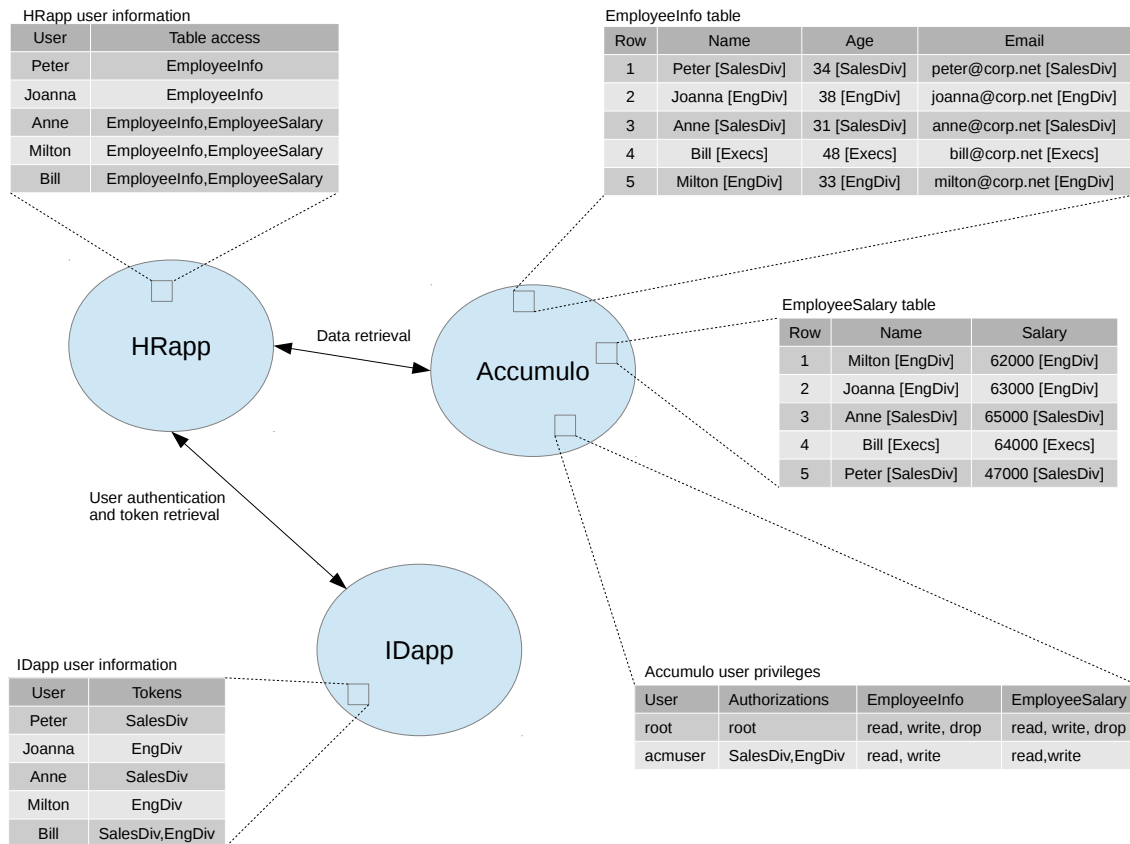 HRapp user information
User Table access
Peter EmployeeInfo
Joanna EmployeeInfo
Anne EmployeeInfo,EmployeeSalary
Milton EmployeeInfo,EmployeeSalary
Bill EmployeeInfo,EmployeeSalary
EmployeeInfo table
Row Name Age Email
1 Peter [SalesDiv] 34 [SalesDiv] peter@corp.net [SalesDiv]
2 Joanna [EngDiv] 38 [EngDiv] joanna@corp.net [EngDiv]
3 Anne [SalesDiv] 31 [SalesDiv] anne@corp.net [SalesDiv]
4 Bill [Execs] 48 [Execs] bill@corp.net [Execs]
5 Milton [EngDiv] 33 [EngDiv] milton@corp.net [EngDiv]
HRapp
Data retrieval
Accumulo
EmployeeSalary table
Row Name Salary
1 Milton [EngDiv] 62000 [EngDiv]
2 Joanna [EngDiv] 63000 [EngDiv]
3 Anne [SalesDiv] 65000 [SalesDiv]
4 Bill [Execs] 64000 [Execs]
5 Peter [SalesDiv] 47000 [SalesDiv]
User authentication
and token retrieval
IDapp
IDapp user information
User Tokens
Peter SalesDiv
Joanna EngDiv
Anne SalesDiv
Milton EngDiv
Bill SalesDiv,EngDiv
Accumulo user privileges
User Authorizations EmployeeInfo EmployeeSalary
root root read, write, drop read, write, drop
acmuser SalesDiv,EngDiv read, write read,write